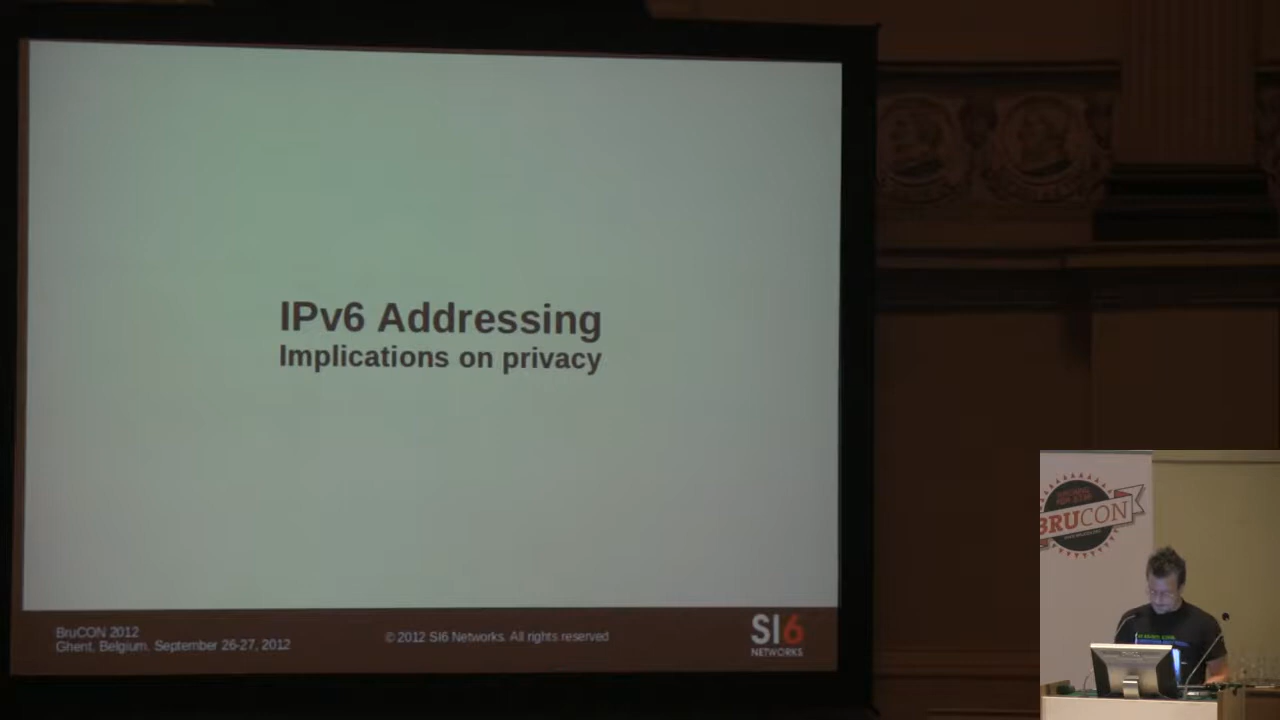 IPv6 Addressing
Implications on privacy
BruCON 2012
Ghent, Belgium. September 26-27, 2012
© 2012 SI6 Networks. All rights reserved
SI6
NETWORKS
BRUCON